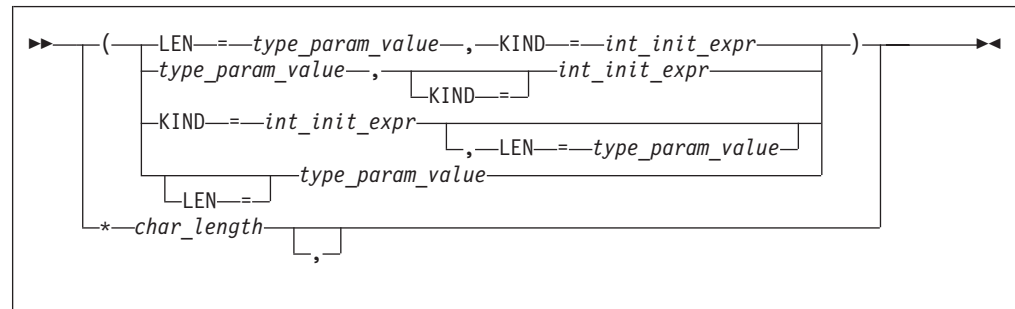 ( LEN = type_param_value , KIND = int_init_expr )
type_param_value , int_init_expr
KIND =
KIND = int_init_expr
, LEN = type_param_value
type_param_value
LEN =
* char_length
,